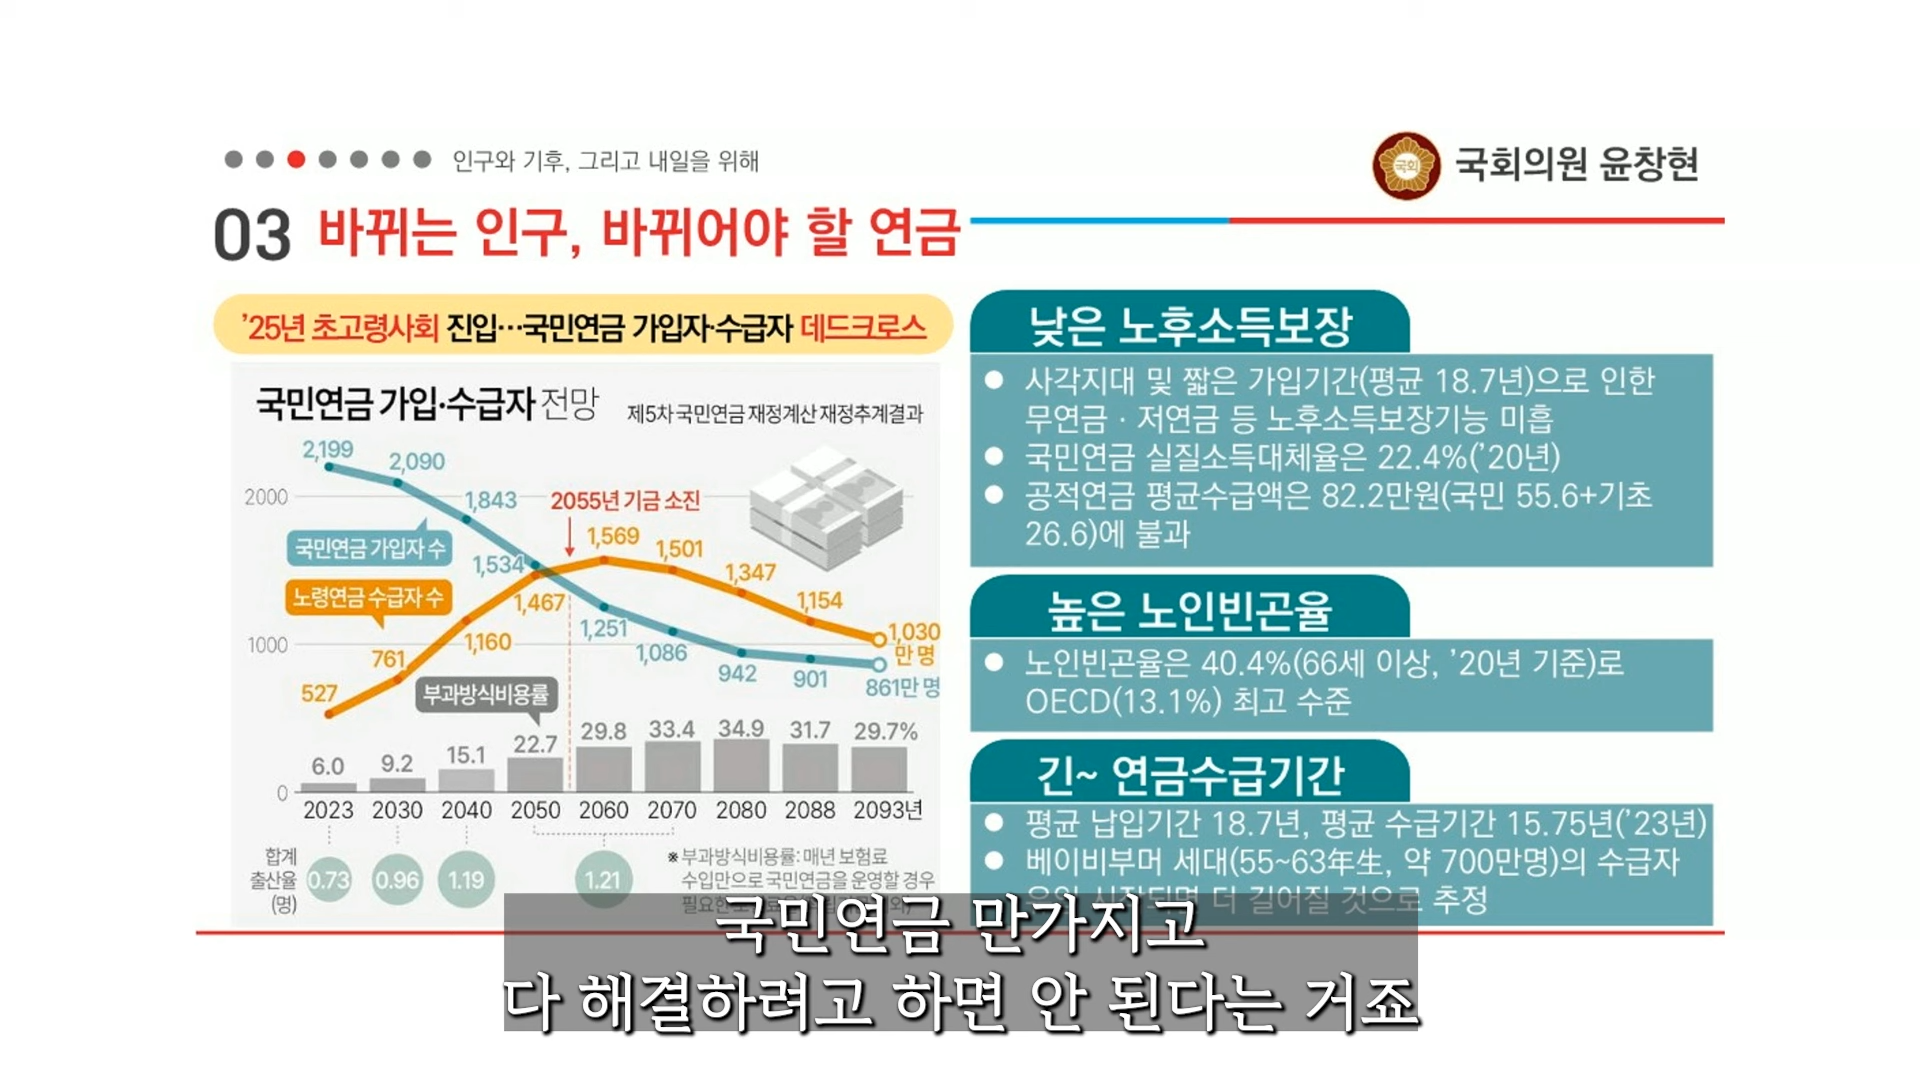 인구와 기후, 그리고 내일을 위해
국회
국회의원 윤창현
03 바뀌는 인구, 바뀌어야 할 연금
’25년 초고령사회 진입…국민연금 가입자·수급자 데드크로스
국민연금 가입·수급자 전망
제5차 국민연금 재정계산 재정추계결과
2,199
2,090
2000
1,843
2055년 기금 소진
1,569
1,501
국민연금 가입자 수
1,534
1,347
노령연금 수급자 수
1,467
1,154
1,251
1,030
만 명
1000
1,160
1,086
761
942
901
861만 명
527
부과방식비용률
6.0 9.2 15.1 22.7 29.8 33.4 34.9 31.7 29.7%
0
2023 2030 2040 2050 2060 2070 2080 2088 2093년
합계
출산율
(명)
0.73 0.96 1.19 1.21
※ 부과방식비용률: 매년 보험료
수입만으로 국민연금을 운영할 경우
필요한
낮은 노후소득보장
● 사각지대 및 짧은 가입기간(평균 18.7년)으로 인한
무연금 · 저연금 등 노후소득보장기능 미흡
● 국민연금 실질소득대체율은 22.4%(’20년)
● 공적연금 평균수급액은 82.2만원(국민 55.6+기초
26.6)에 불과
높은 노인빈곤율
● 노인빈곤율은 40.4%(66세 이상, ’20년 기준)로
OECD(13.1%) 최고 수준
긴~ 연금수급기간
● 평균 납입기간 18.7년, 평균 수급기간 15.75년(’23년)
● 베이비부머 세대(55~63年生, 약 700만명)의 수급자
더 길어질 것으로 추정
국민연금 만가지고
다 해결하려고 하면 안 된다는 거죠